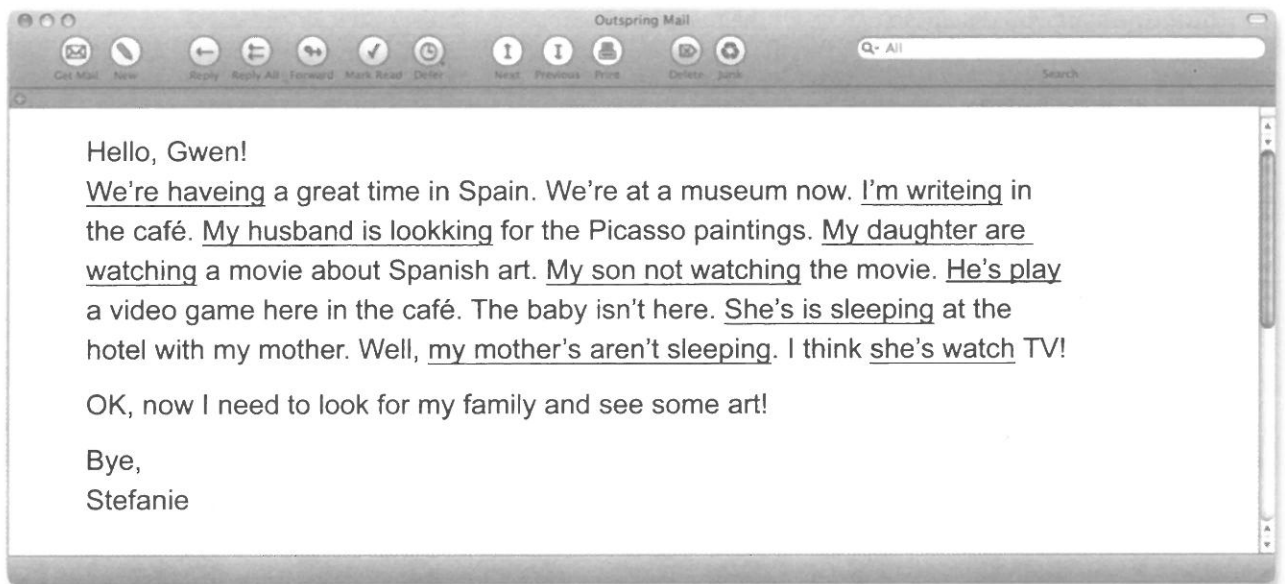 Outspring Mail
Get Mail New Reply Reply All Forward Mark Read Defer Next Previous Print Delete Junk Q- All
Search
Hello, Gwen!
We're haveing a great time in Spain. We're at a museum now. I'm writeing in
the café. My husband is lookking for the Picasso paintings. My daughter are
watching a movie about Spanish art. My son not watching the movie. He's play
a video game here in the café. The baby isn't here. She's is sleeping at the
hotel with my mother. Well, my mother's aren't sleeping. I think she's watch TV!
OK, now I need to look for my family and see some art!
Bye,
Stefanie